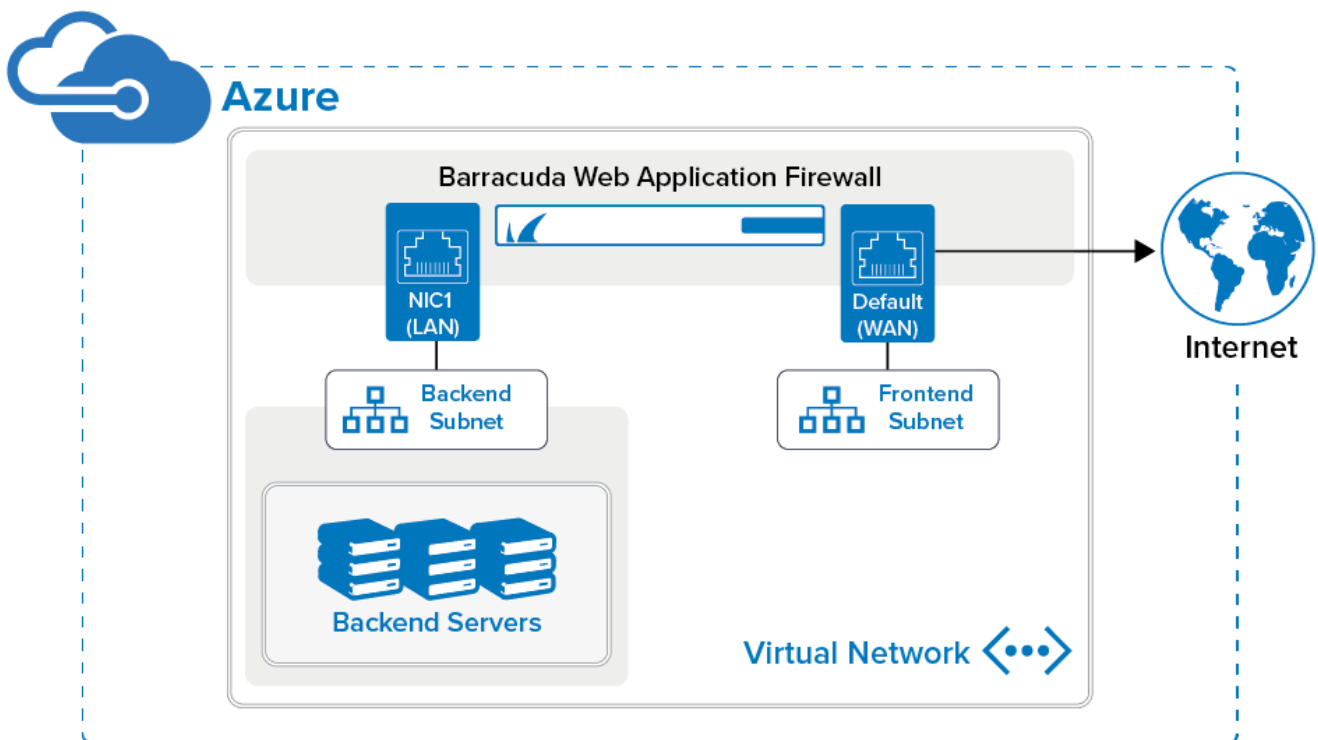 Azure
Barracuda Web Application Firewall
NIC1
(LAN)
Default
(WAN)
Internet
Backend
Subnet
Frontend
Subnet
Backend Servers
Virtual Network